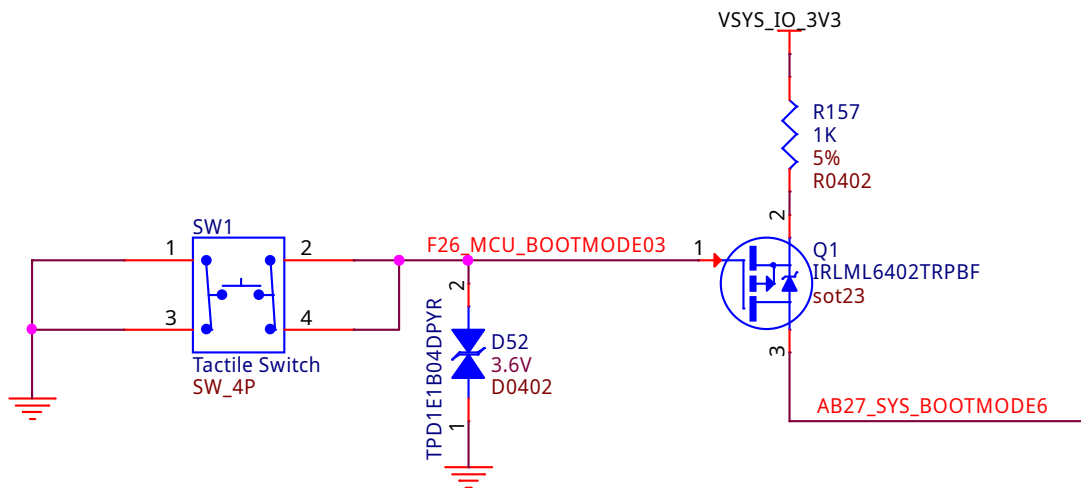 VSYS_IO_3V3
R157
1K
5%
R0402
2
SW1
1
2
F26_MCU_BOOTMODE03
1
Q1
IRLML6402TRPBF
sot23
2
3
4
TPD1E1B04DPYR
D52
3.6V
D0402
3
Tactile Switch
SW_4P
1
AB27_SYS_BOOTMODE6